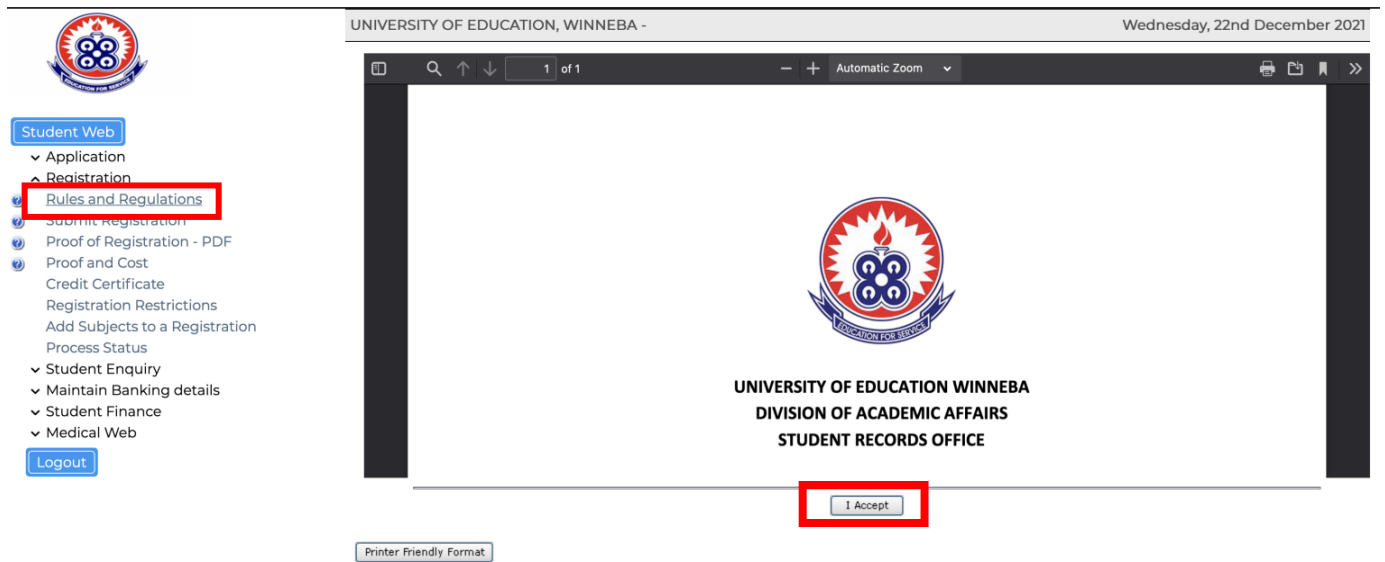 UNIVERSITY OF EDUCATION, WINNEBA -
Wednesday, 22nd December 2021
EDUCATION FOR SERVICE
Student Web
Application
Registration
Rules and Regulations
Submit Registration
Proof of Registration - PDF
Proof and Cost
Credit Certificate
Registration Restrictions
Add Subjects to a Registration
Process Status
Student Enquiry
Maintain Banking details
Student Finance
Medical Web
Logout
1 of 1
Automatic Zoom
EDUCATION FOR SERVICE
UNIVERSITY OF EDUCATION WINNEBA
DIVISION OF ACADEMIC AFFAIRS
STUDENT RECORDS OFFICE
I Accept
Printer Friendly Format